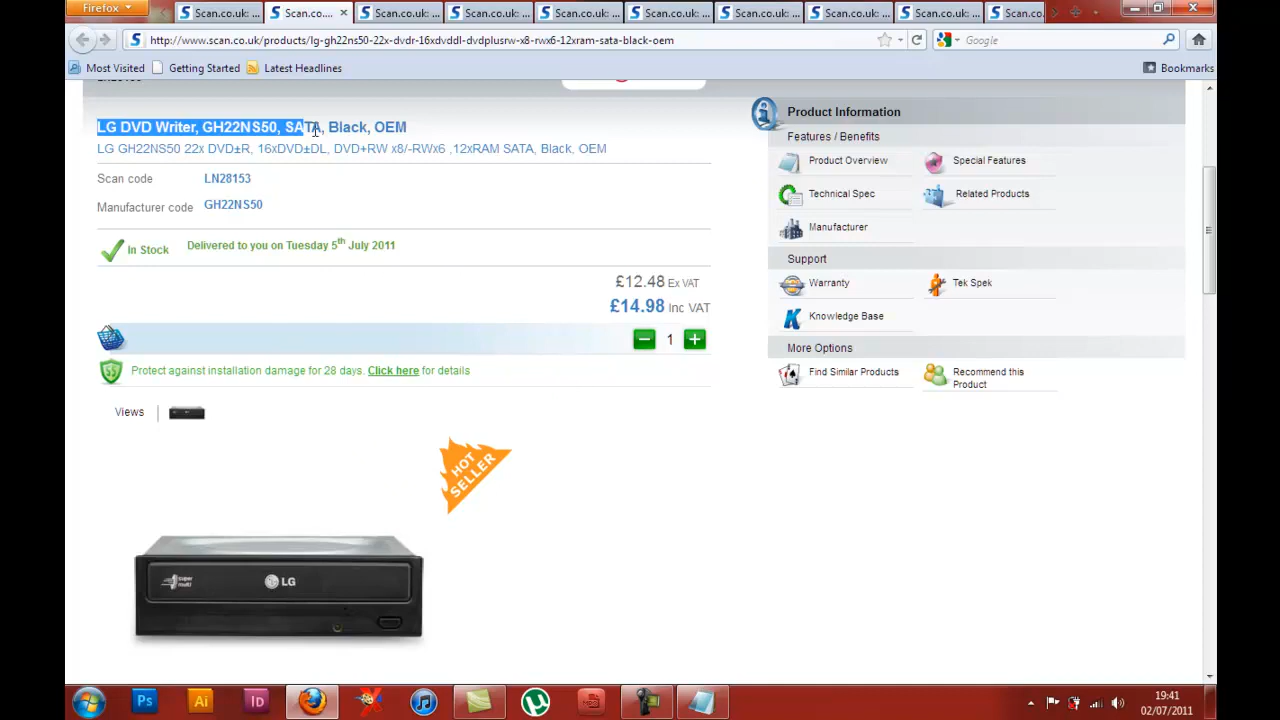 Firefox
Scan.co.uk:
Scan.co....
Scan.co.uk:
Scan.co.uk:
Scan.co.uk:
Scan.co.uk:
Scan.co.uk:
Scan.co.uk:
Scan.co.uk:
Scan.co.
http://www.scan.co.uk/products/lg-gh22ns50-22x-dvdr-16xdvddl-dvdplusrw-x8-rwx6-12xram-sata-black-oem
Google
Most Visited
Getting Started
Latest Headlines
Bookmarks
LG DVD Writer, GH22NS50, SATA, Black, OEM
LG GH22NS50 22x DVD±R, 16xDVD±DL, DVD+RW x8/-RWx6 ,12xRAM SATA, Black, OEM
Scan code LN28153
Manufacturer code GH22NS50
In Stock
Delivered to you on Tuesday 5th July 2011
£12.48 Ex VAT
£14.98 Inc VAT
1
Protect against installation damage for 28 days. Click here for details
Views
HOT SELLER
Super multi
LG
Product Information
Features / Benefits
Product Overview
Special Features
Technical Spec
Related Products
Manufacturer
Support
Warranty
Tek Spek
Knowledge Base
More Options
Find Similar Products
Recommend this
Product
Ps
Ai
Id
19:41
02/07/2011